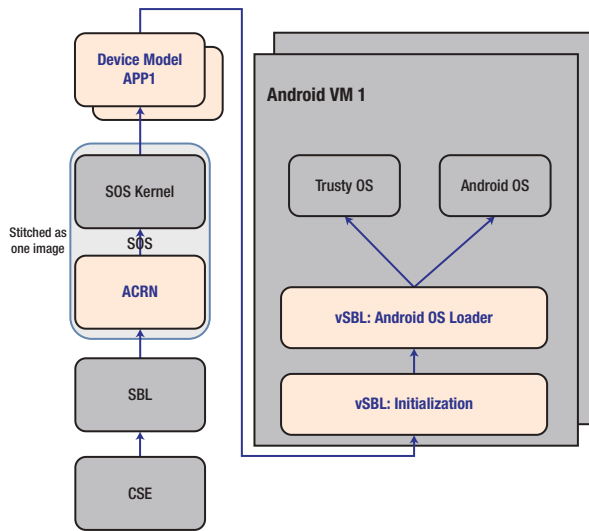 Device Model
APP1
SOS Kernel
Stitched as
one image
SOS
ACRN
SBL
CSE
Android VM 1
Trusty OS
Android OS
vSBL: Android OS Loader
vSBL: Initialization